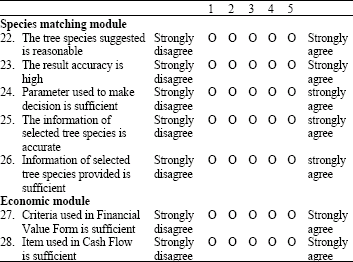 1 2 3 4 5
Species matching module
22. The tree species suggested Strongly O O O O O Strongly
is reasonable disagree agree
23. The result accuracy is Strongly O O O O O Strongly
high disagree agree
24. Parameter used to make Strongly O O O O O strongly
decision is sufficient disagree agree
25. The information of Strongly O O O O O Strongly
selected tree species is disagree agree
accurate
26. Information of selected Strongly O O O O O strongly
tree species provided is disagree agree
sufficient
Economic module
27. Criteria used in Financial Strongly O O O O O Strongly
Value Form is sufficient disagree agree
28. Item used in Cash Flow Strongly O O O O O Strongly
is sufficient disagree agree